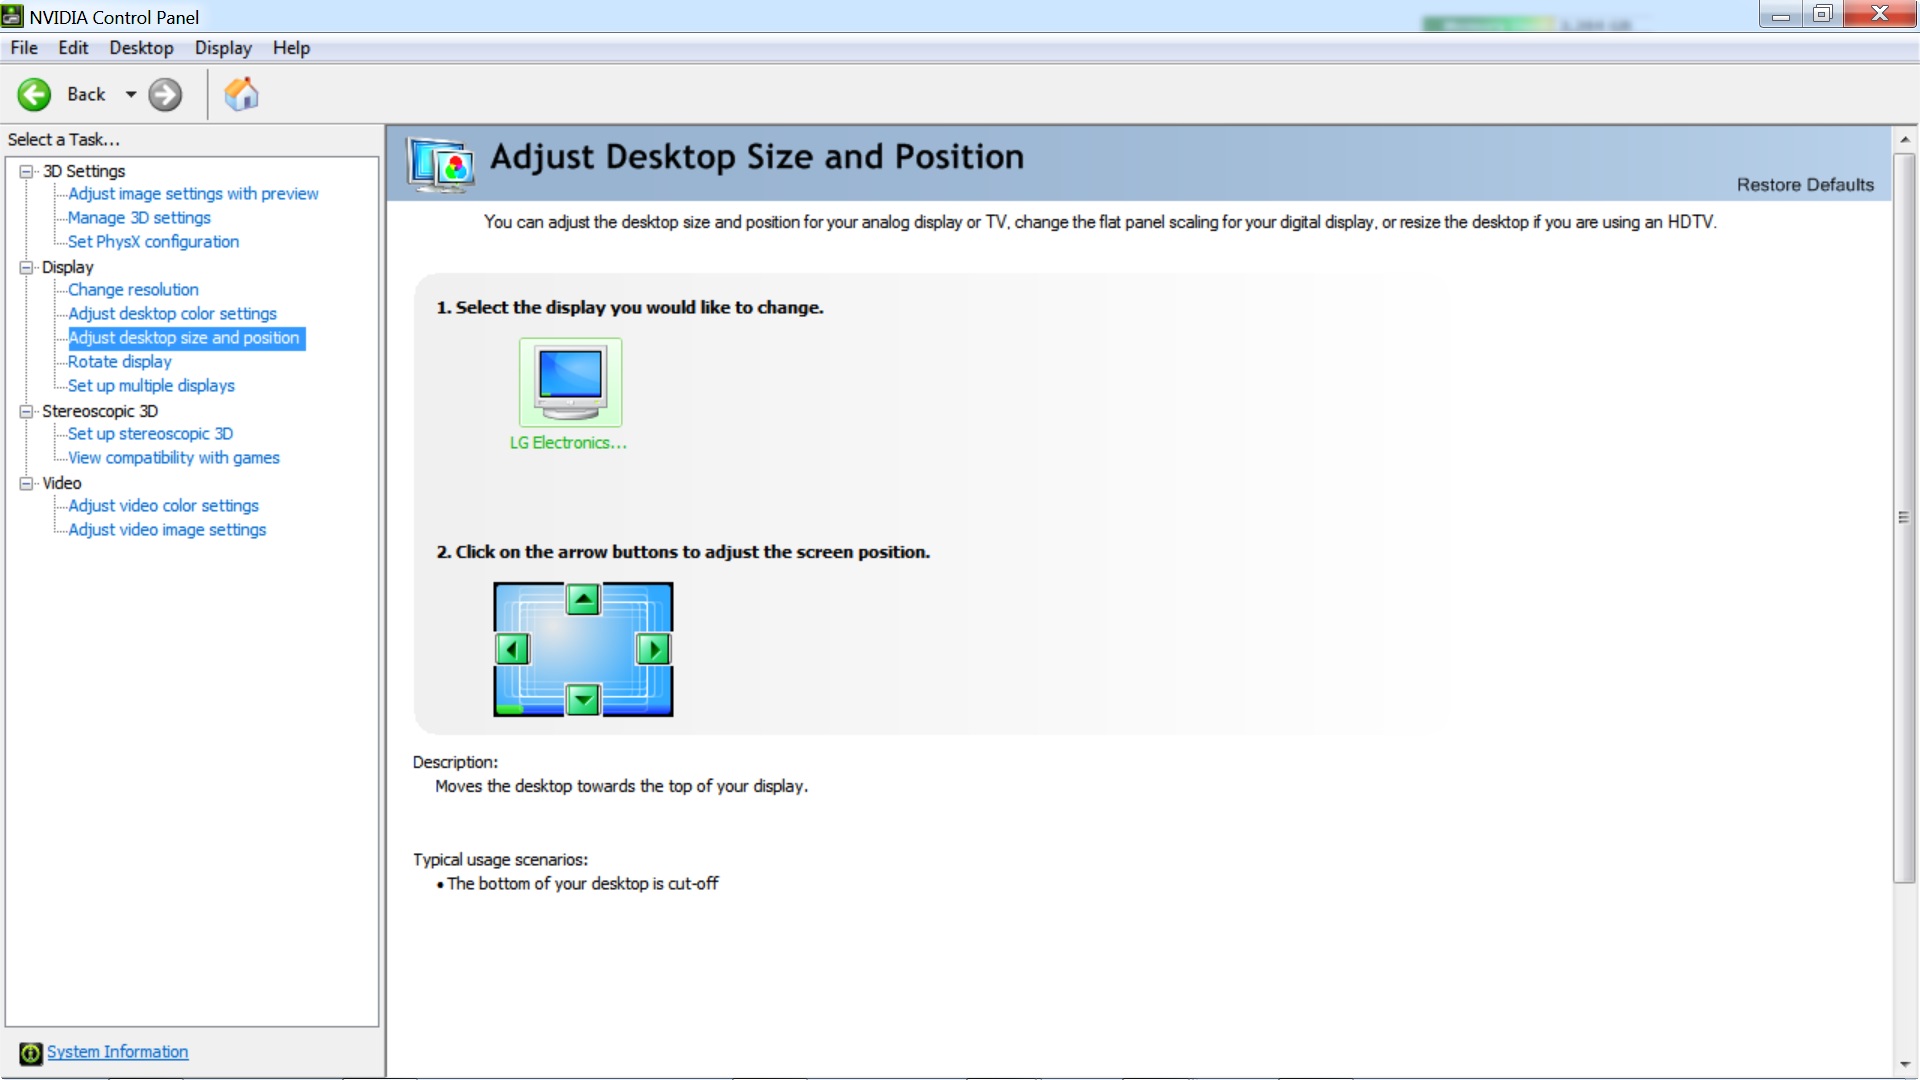 NVIDIA Control Panel
File Edit Desktop Display Help
Back
Select a Task...
3D Settings
Adjust image settings with preview
Manage 3D settings
Set PhysX configuration
Display
Change resolution
Adjust desktop color settings
Adjust desktop size and position
Rotate display
Set up multiple displays
Stereoscopic 3D
Set up stereoscopic 3D
View compatibility with games
Video
Adjust video color settings
Adjust video image settings
System Information
Adjust Desktop Size and Position
Restore Defaults
You can adjust the desktop size and position for your analog display or TV, change the flat panel scaling for your digital display, or resize the desktop if you are using an HDTV.
1. Select the display you would like to change.
LG Electronics...
2. Click on the arrow buttons to adjust the screen position.
Description:
Moves the desktop towards the top of your display.
Typical usage scenarios:
• The bottom of your desktop is cut-off